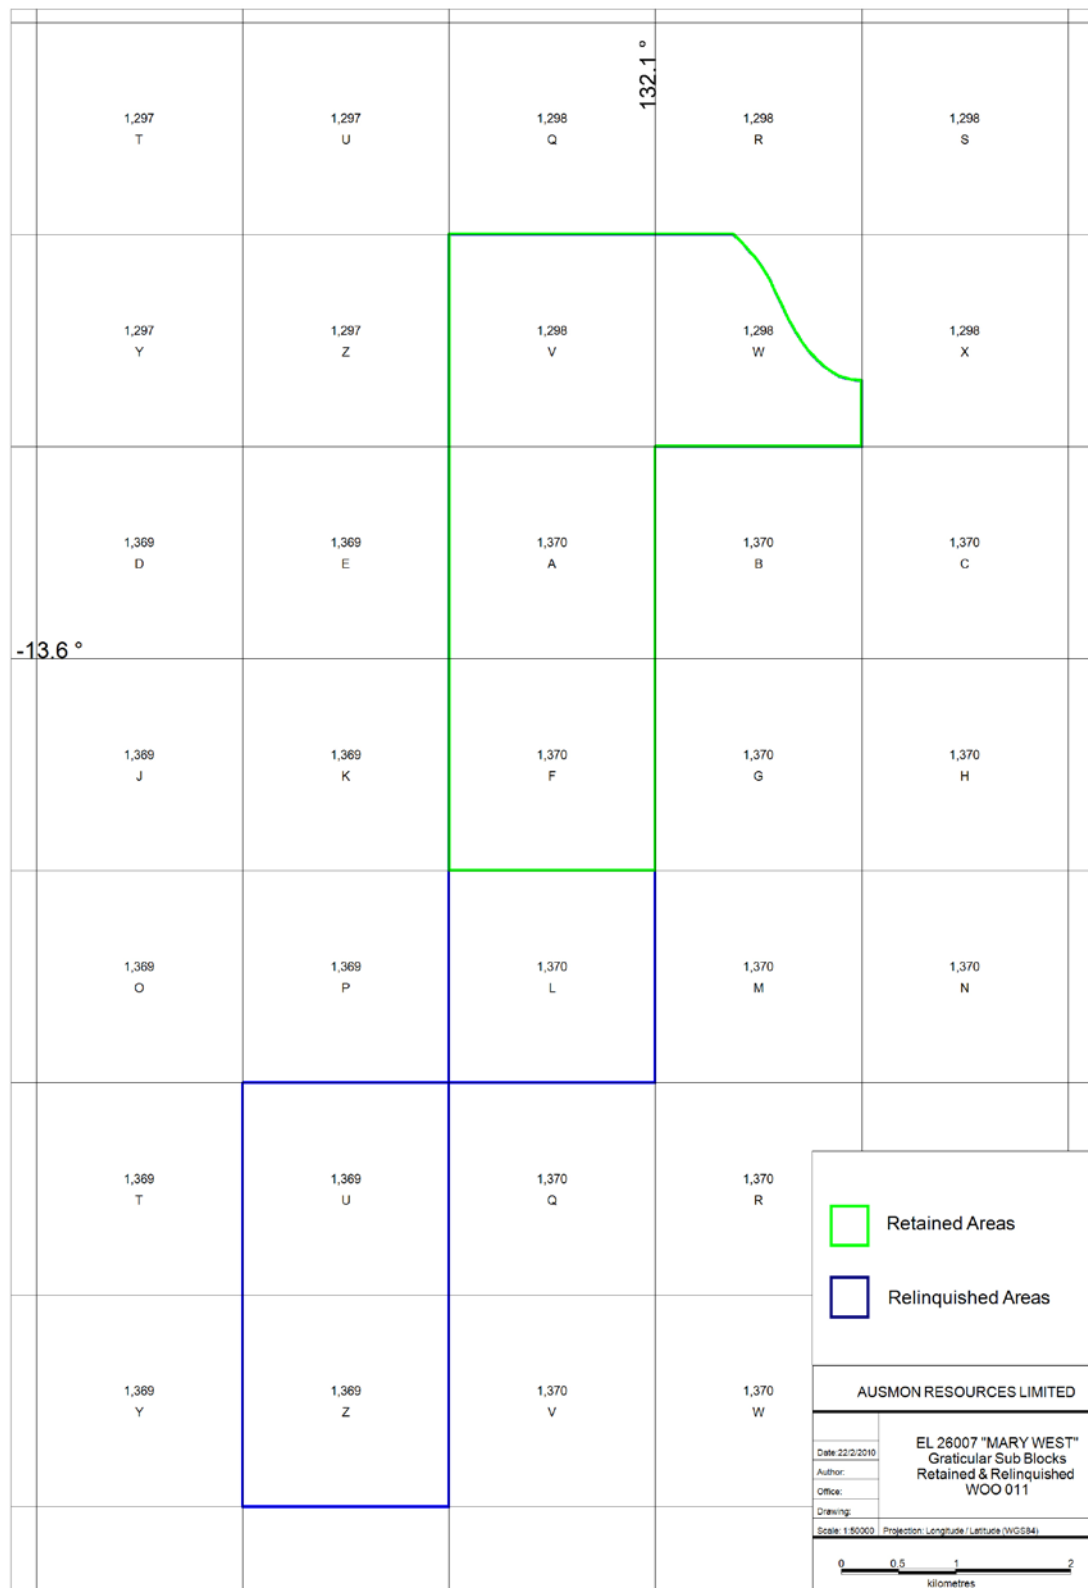 132.1 °
1,297 1,297 1,298 1,298 1,298
T U Q R S
1,297 1,297 1,298 1,298 1,298
Y Z V W X
1,369 1,369 1,370 1,370 1,370
D E A B C
-13.6 °
1,369 1,369 1,370 1,370 1,370
J K F G H
1,369 1,369 1,370 1,370 1,370
O P L M N
1,369 1,369 1,370 1,370
T U Q R
1,369 1,369 1,370 1,370
Y Z V W
Retained Areas
Relinquished Areas
AUSMON RESOURCES LIMITED
Date:22/2/2010
Author:
Office:
Drawing:
EL 26007 "MARY WEST"
Graticular Sub Blocks
Retained & Relinquished
WOO 011
Scale: 1:50000 Projection: Longitude / Latitude (WGS84)
0 0.5 1 2
kilometres